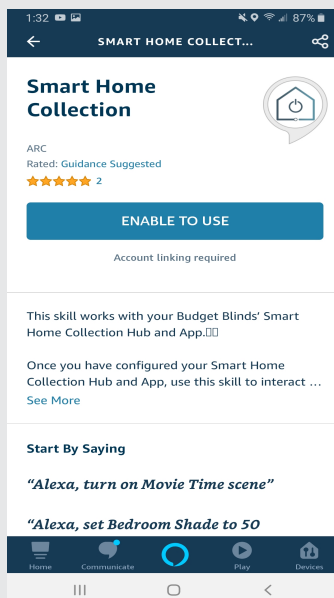 1:32 87%
SMART HOME COLLECT...
Smart Home
Collection
ARC
Rated: Guidance Suggested
2
ENABLE TO USE
Account linking required
This skill works with your Budget Blinds' Smart
Home Collection Hub and App.▯▯
Once you have configured your Smart Home
Collection Hub and App, use this skill to interact ...
See More
Start By Saying
“Alexa, turn on Movie Time scene”
“Alexa, set Bedroom Shade to 50
Home Communicate Play Devices